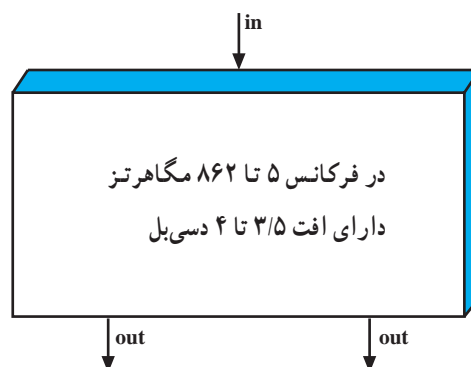 in
در فرکانس ۵ تا ۸۶۲ مگاهرتز
دارای افت ۳/۵ تا ۴ دسی‌بل
out
out